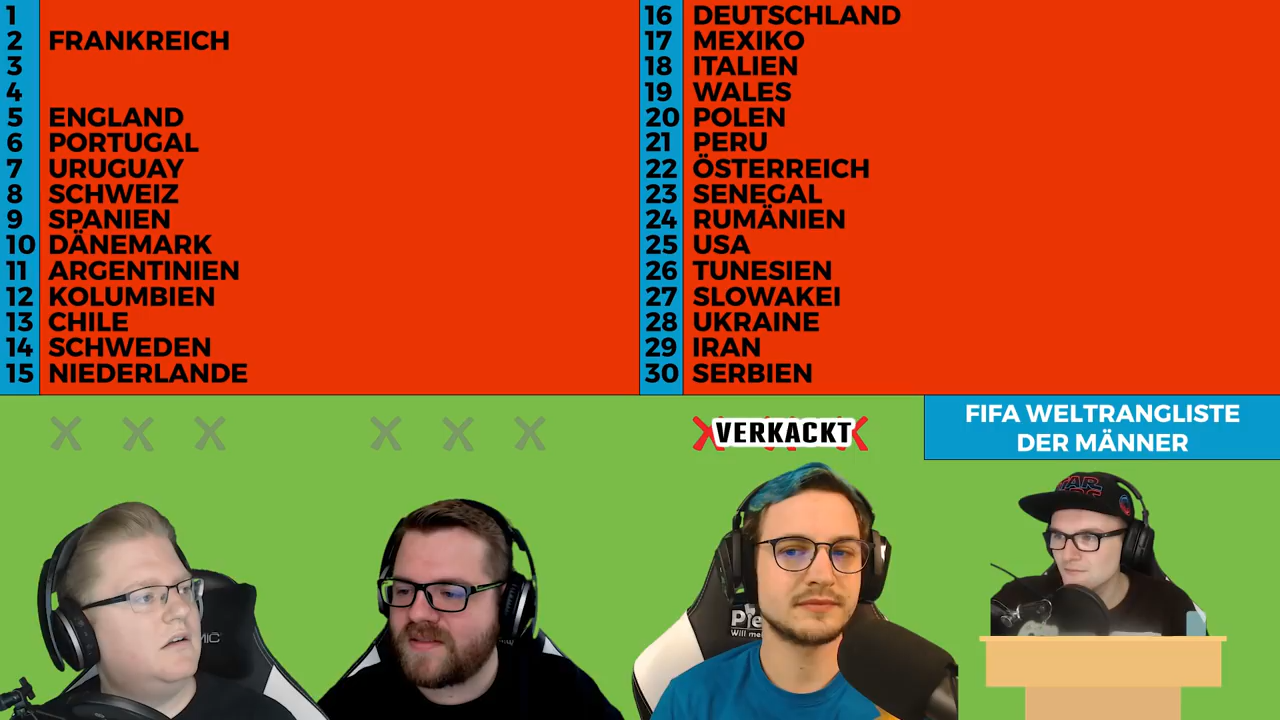 1
2 FRANKREICH
3
4
5 ENGLAND
6 PORTUGAL
7 URUGUAY
8 SCHWEIZ
9 SPANIEN
10 DÄNEMARK
11 ARGENTINIEN
12 KOLUMBIEN
13 CHILE
14 SCHWEDEN
15 NIEDERLANDE
16 DEUTSCHLAND
17 MEXIKO
18 ITALIEN
19 WALES
20 POLEN
21 PERU
22 ÖSTERREICH
23 SENEGAL
24 RUMÄNIEN
25 USA
26 TUNESIEN
27 SLOWAKEI
28 UKRAINE
29 IRAN
30 SERBIEN
X X X
X X X
VERKACKT
FIFA WELTRANGLISTE
DER MÄNNER